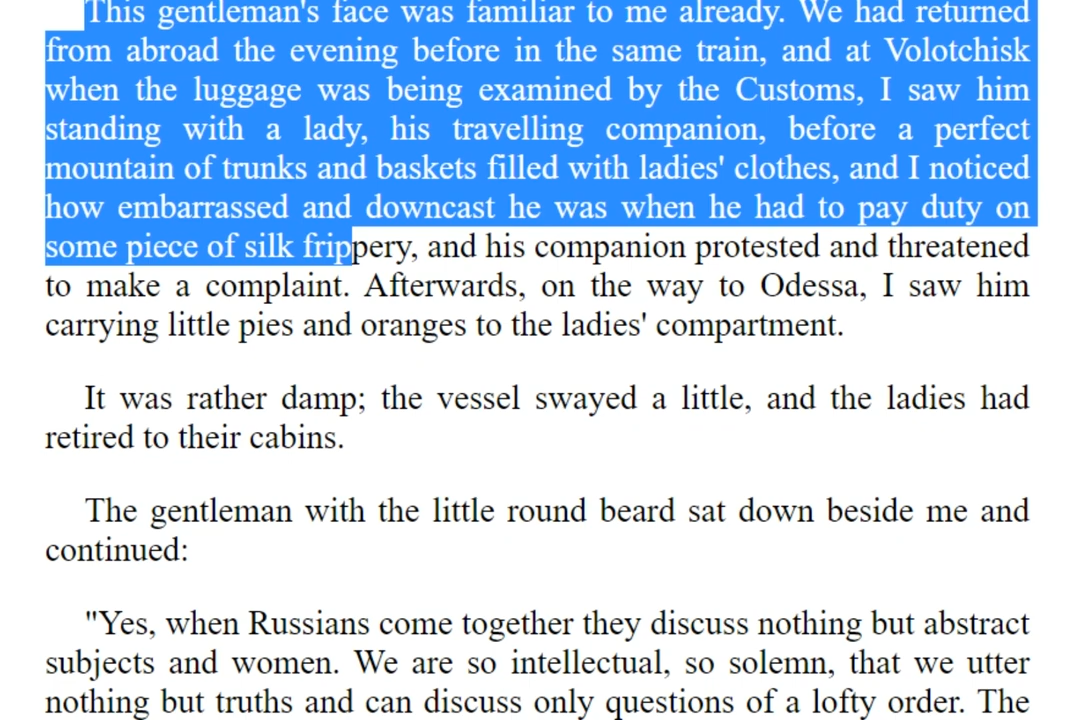 This gentleman's face was familiar to me already. We had returned
from abroad the evening before in the same train, and at Volotchisk
when the luggage was being examined by the Customs, I saw him
standing with a lady, his travelling companion, before a perfect
mountain of trunks and baskets filled with ladies' clothes, and I noticed
how embarrassed and downcast he was when he had to pay duty on
some piece of silk frippery, and his companion protested and threatened
to make a complaint. Afterwards, on the way to Odessa, I saw him
carrying little pies and oranges to the ladies' compartment.
It was rather damp; the vessel swayed a little, and the ladies had
retired to their cabins.
The gentleman with the little round beard sat down beside me and
continued:
"Yes, when Russians come together they discuss nothing but abstract
subjects and women. We are so intellectual, so solemn, that we utter
nothing but truths and can discuss only questions of a lofty order. The